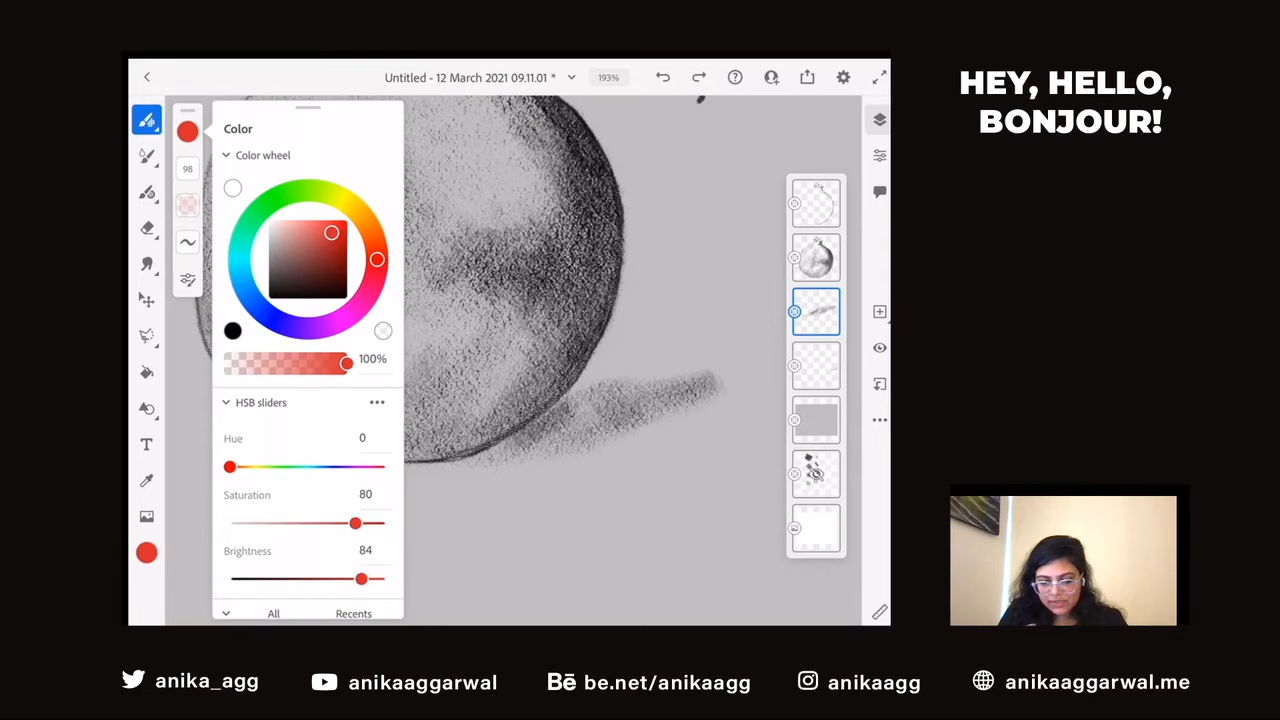 HEY, HELLO,
BONJOUR!
Untitled - 12 March 2021 09.11.01 *
193%
Color
Color wheel
98
100%
HSB sliders
Hue
0
Saturation
80
Brightness
84
All
Recents
T
anika_agg
anikaaggarwal
Bē be.net/anikaagg
anikaagg
anikaaggarwal.me